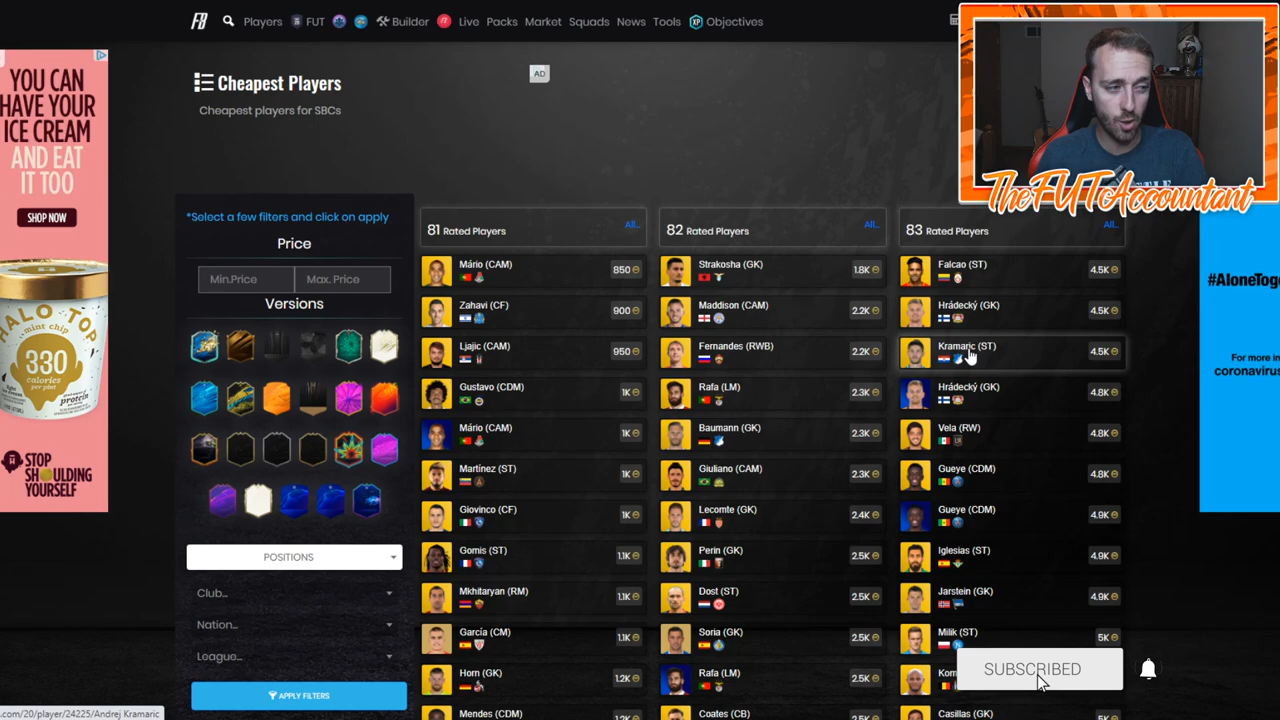 FB Players FUT Builder Live Packs Market Squads News Tools XP Objectives
YOU CAN
HAVE YOUR
ICE CREAM
AND EAT
IT TOO
SHOP NOW
HALO TOP
mint chip
330
calories
per pint
STOP
SHOULDING
YOURSELF
Cheapest Players
Cheapest players for SBCs
AD
TheFUTAccountant
#AloneToge
For more in
coronavirus
*Select a few filters and click on apply
Price
Min.Price Max. Price
Versions
POSITIONS
Club...
Nation...
League...
APPLY FILTERS
81 Rated Players All..
Mário (CAM) 850
Zahavi (CF) 900
Ljajic (CAM) 950
Gustavo (CDM) 1K
Mário (CAM) 1K
Martínez (ST) 1K
Giovinco (CF) 1K
Gomis (ST) 1.1K
Mkhitaryan (RM) 1.1K
García (CM) 1.1K
Horn (GK) 1.2K
Mendes (CDM) 1.2K
82 Rated Players All..
Strakosha (GK) 1.8K
Maddison (CAM) 2.2K
Fernandes (RWB) 2.2K
Rafa (LM) 2.3K
Baumann (GK) 2.3K
Giuliano (CAM) 2.3K
Lecomte (GK) 2.4K
Perin (GK) 2.5K
Dost (ST) 2.5K
Soria (GK) 2.5K
Rafa (LM) 2.5K
Coates (CB)
83 Rated Players All..
Falcao (ST) 4.5K
Hrádecký (GK) 4.5K
Kramaric (ST) 4.5K
Hrádecký (GK) 4.8K
Vela (RW) 4.8K
Gueye (CDM) 4.8K
Gueye (CDM) 4.9K
Iglesias (ST) 4.9K
Jarstein (GK) 4.9K
Milik (ST) 5K
Kom
Casillas (GK)
SUBSCRIBED
.com/20/player/24225/Andrej Kramaric